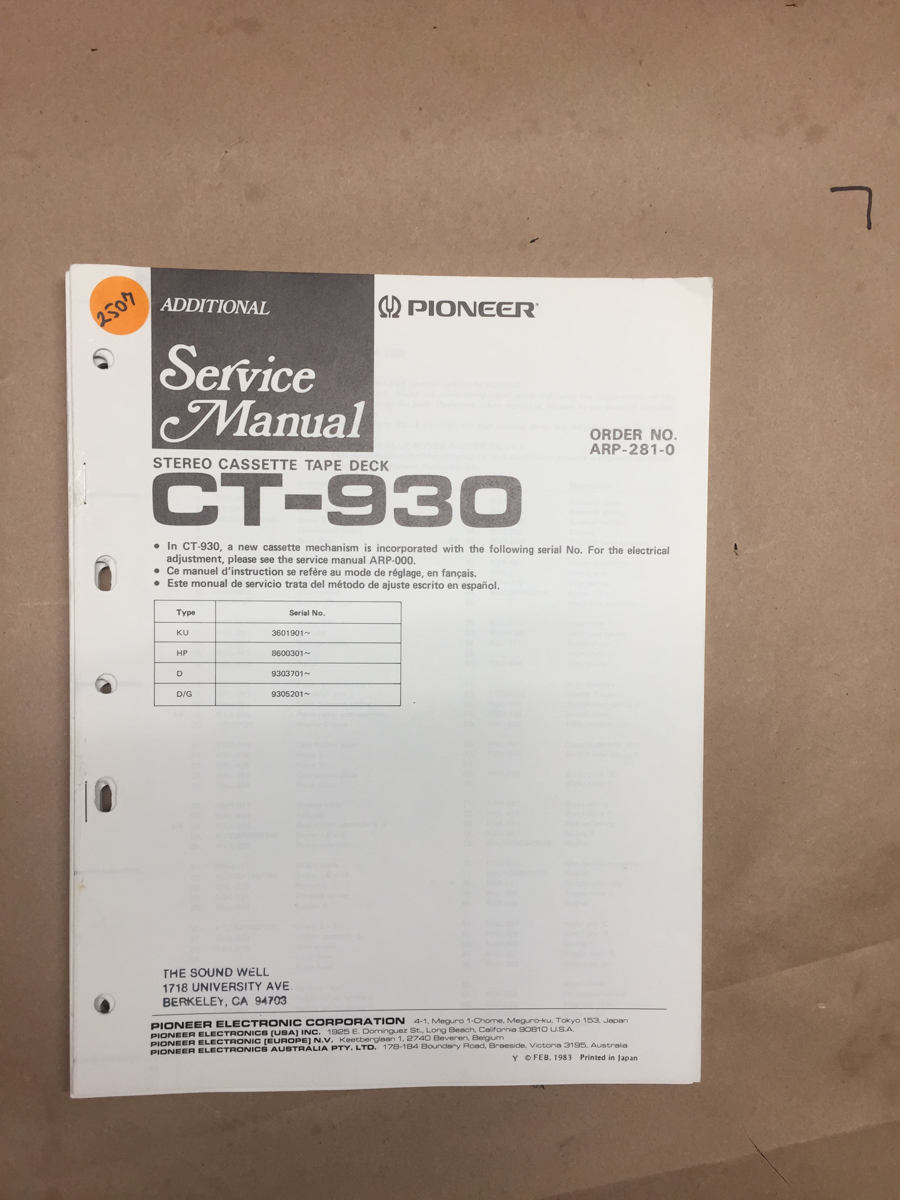 2507
ADDITIONAL
Service
Manual
PIONEER®
ORDER NO.
ARP-281-0
STEREO CASSETTE TAPE DECK
CT-930
• In CT-930, a new cassette mechanism is incorporated with the following serial No. For the electrical
adjustment, please see the service manual ARP-000.
• Ce manuel d'instruction se refère au mode de réglage, en fançais.
• Este monual de servicio trata del método de ajuste escrito en español.
Type Serial No.
KU 3601901~
HP 8600301~
D 9303701~
D/G 9305201~
THE SOUND WELL
1718 UNIVERSITY AVE.
BERKELEY, CA 94703
PIONEER ELECTRONIC CORPORATION 4-1, Meguro 1-Chome, Meguro-ku, Tokyo 153, Japan
PIONEER ELECTRONICS [USA] INC. 1925 E. Dominguez St., Long Beach, California 90810 U.S.A.
PIONEER ELECTRONIC [EUROPE] N.V. Keetberglaan 1, 2740 Beveren, Belgium
PIONEER ELECTRONICS AUSTRALIA PTY. LTD. 178-184 Boundary Road, Braeside, Victoria 3195, Australia
Y © FEB. 1983 Printed in Japan